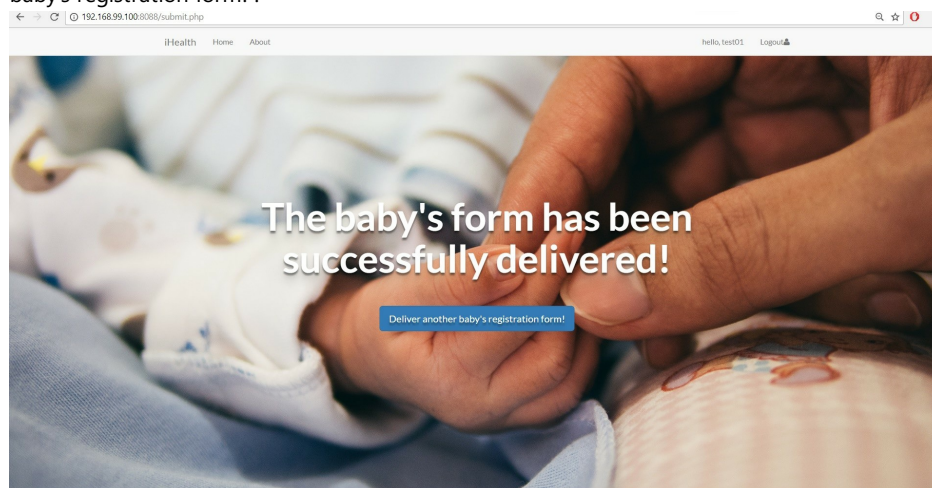 baby's registration form!.
192.168.99.100:8088/submit.php
iHealth Home About hello, test01 Logout
The baby's form has been
successfully delivered!
Deliver another baby's registration form!